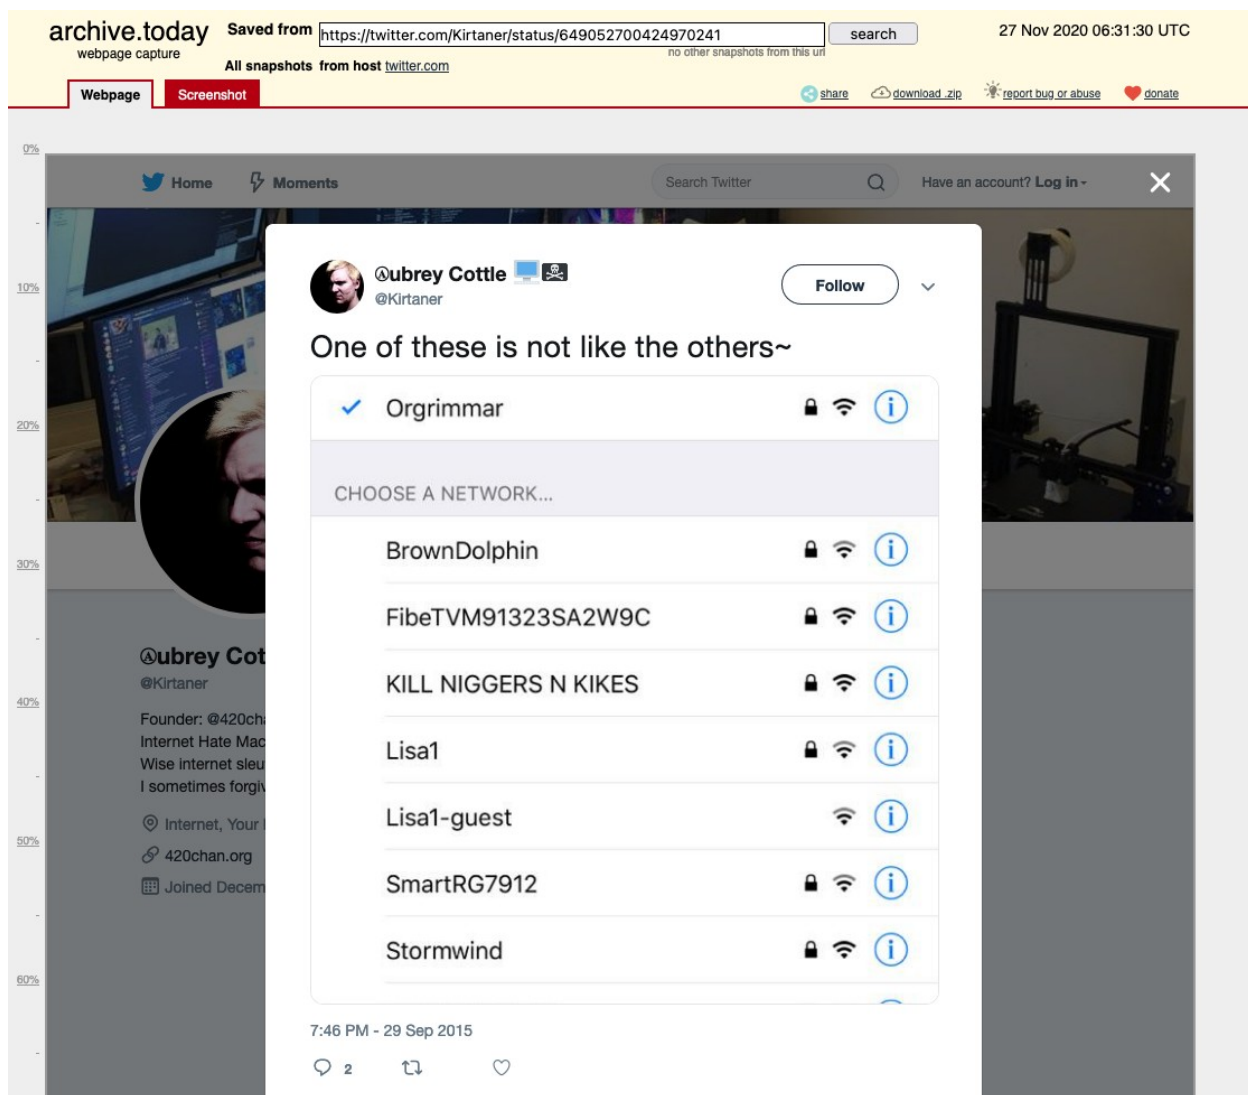 archive.today
webpage capture
Saved from https://twitter.com/Kirtaner/status/649052700424970241 search 27 Nov 2020 06:31:30 UTC
no other snapshots from this url
All snapshots from host twitter.com
Webpage Screenshot share download .zip report bug or abuse donate
0%
Home Moments Search Twitter Have an account? Log in
10%
Ⓐubrey Cottle
@Kirtaner
Follow
One of these is not like the others~
20%
Orgrimmar
CHOOSE A NETWORK...
30%
BrownDolphin
FibeTVM91323SA2W9C
KILL NIGGERS N KIKES
Lisa1
Lisa1-guest
SmartRG7912
Stormwind
Ⓐubrey Cot
@Kirtaner
40%
Founder: @420cha
Internet Hate Mac
Wise internet sleu
I sometimes forgiv
Internet, Your
50%
420chan.org
Joined Decem
60%
7:46 PM - 29 Sep 2015
2